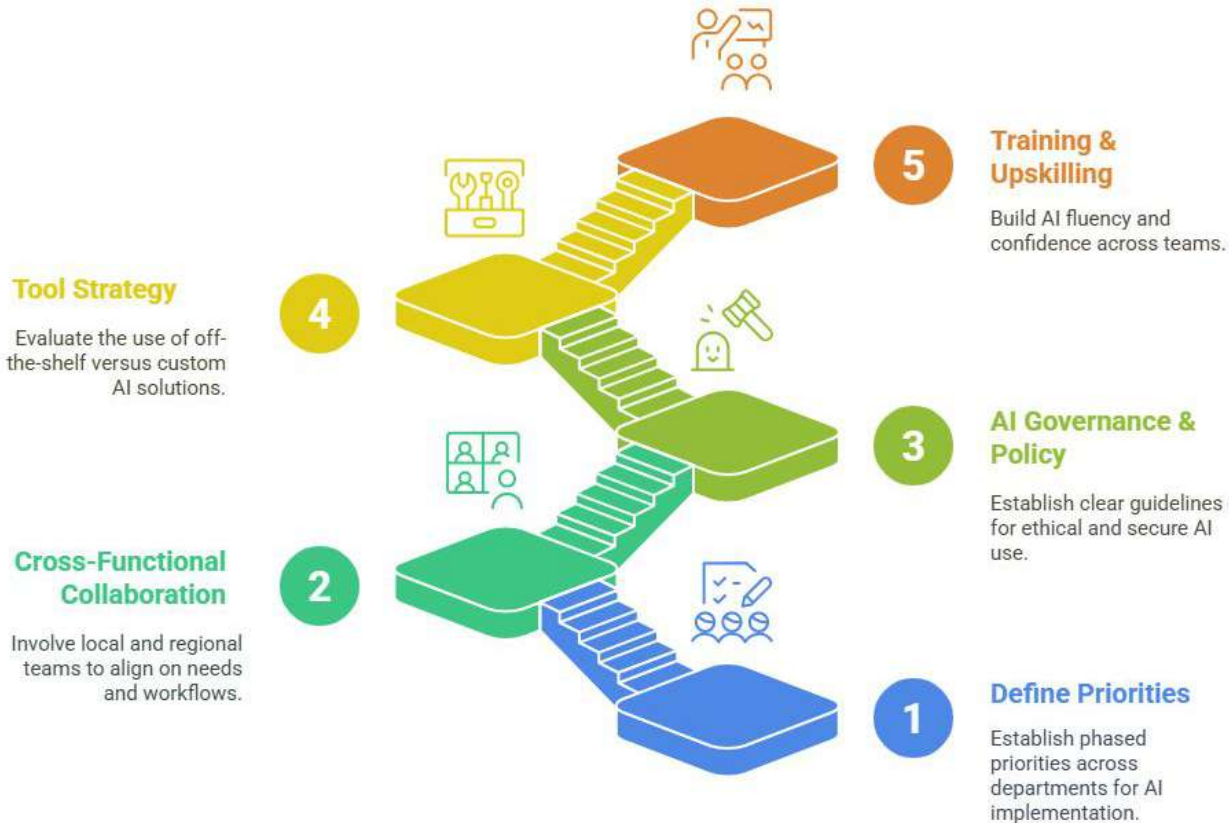 5
Training &
Upskilling
Build AI fluency and
confidence across teams.
Tool Strategy
4
Evaluate the use of off-
the-shelf versus custom
AI solutions.
3
AI Governance &
Policy
Establish clear guidelines
for ethical and secure AI
use.
Cross-Functional
Collaboration
2
Involve local and regional
teams to align on needs
and workflows.
1
Define Priorities
Establish phased
priorities across
departments for AI
implementation.